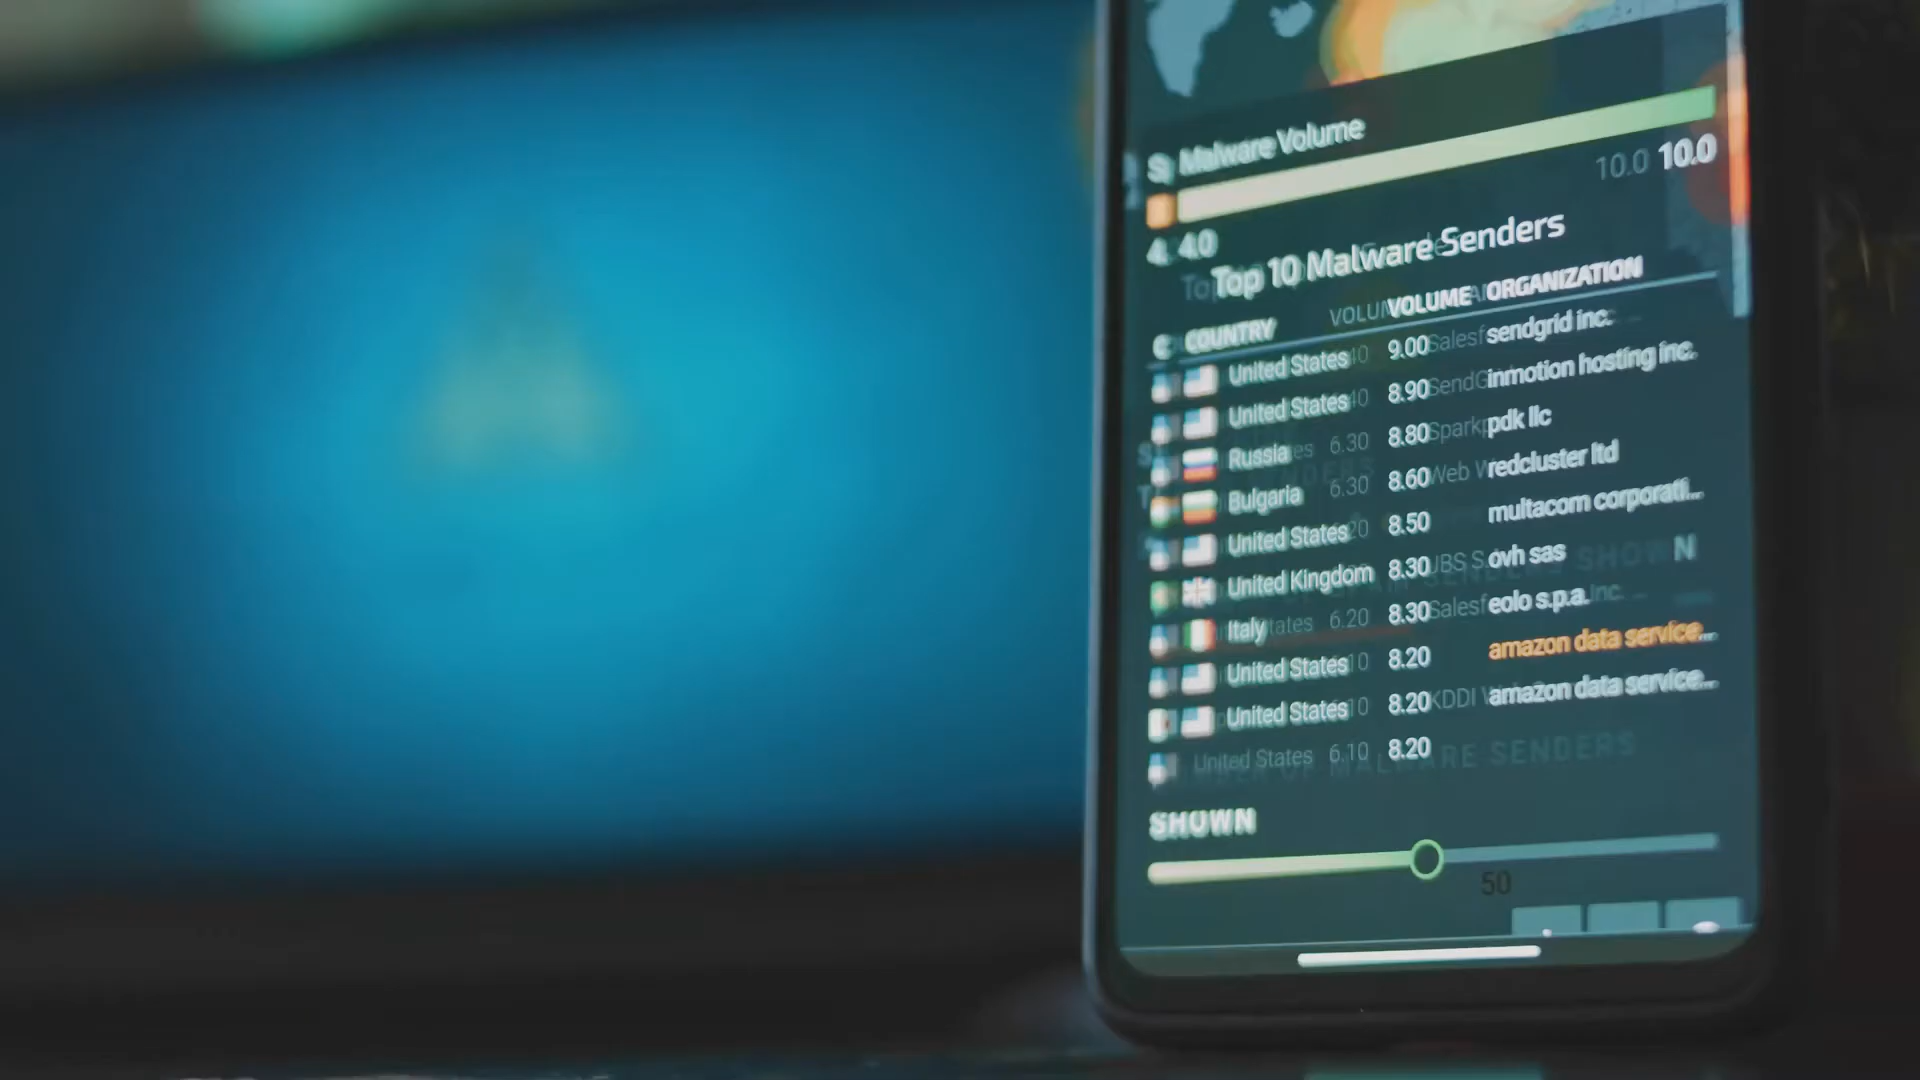 Malware Volume
10.0 10.0
4. 4.0
Top 10 Malware Senders
COUNTRY VOLUME ORGANIZATION
United States 9.00 sendgrid inc.
United States 8.90 inmotion hosting inc.
Russia 6.30 8.80 pdk llc
Bulgaria 6.30 8.60 redcluster ltd
United States 8.50 multacom corporati...
United Kingdom 8.30 ovh sas
Italy 6.20 8.30 eolo s.p.a.
United States 8.20 amazon data service...
United States 8.20 amazon data service...
United States 6.10 8.20
MALWARE SENDERS
SHOWN
50